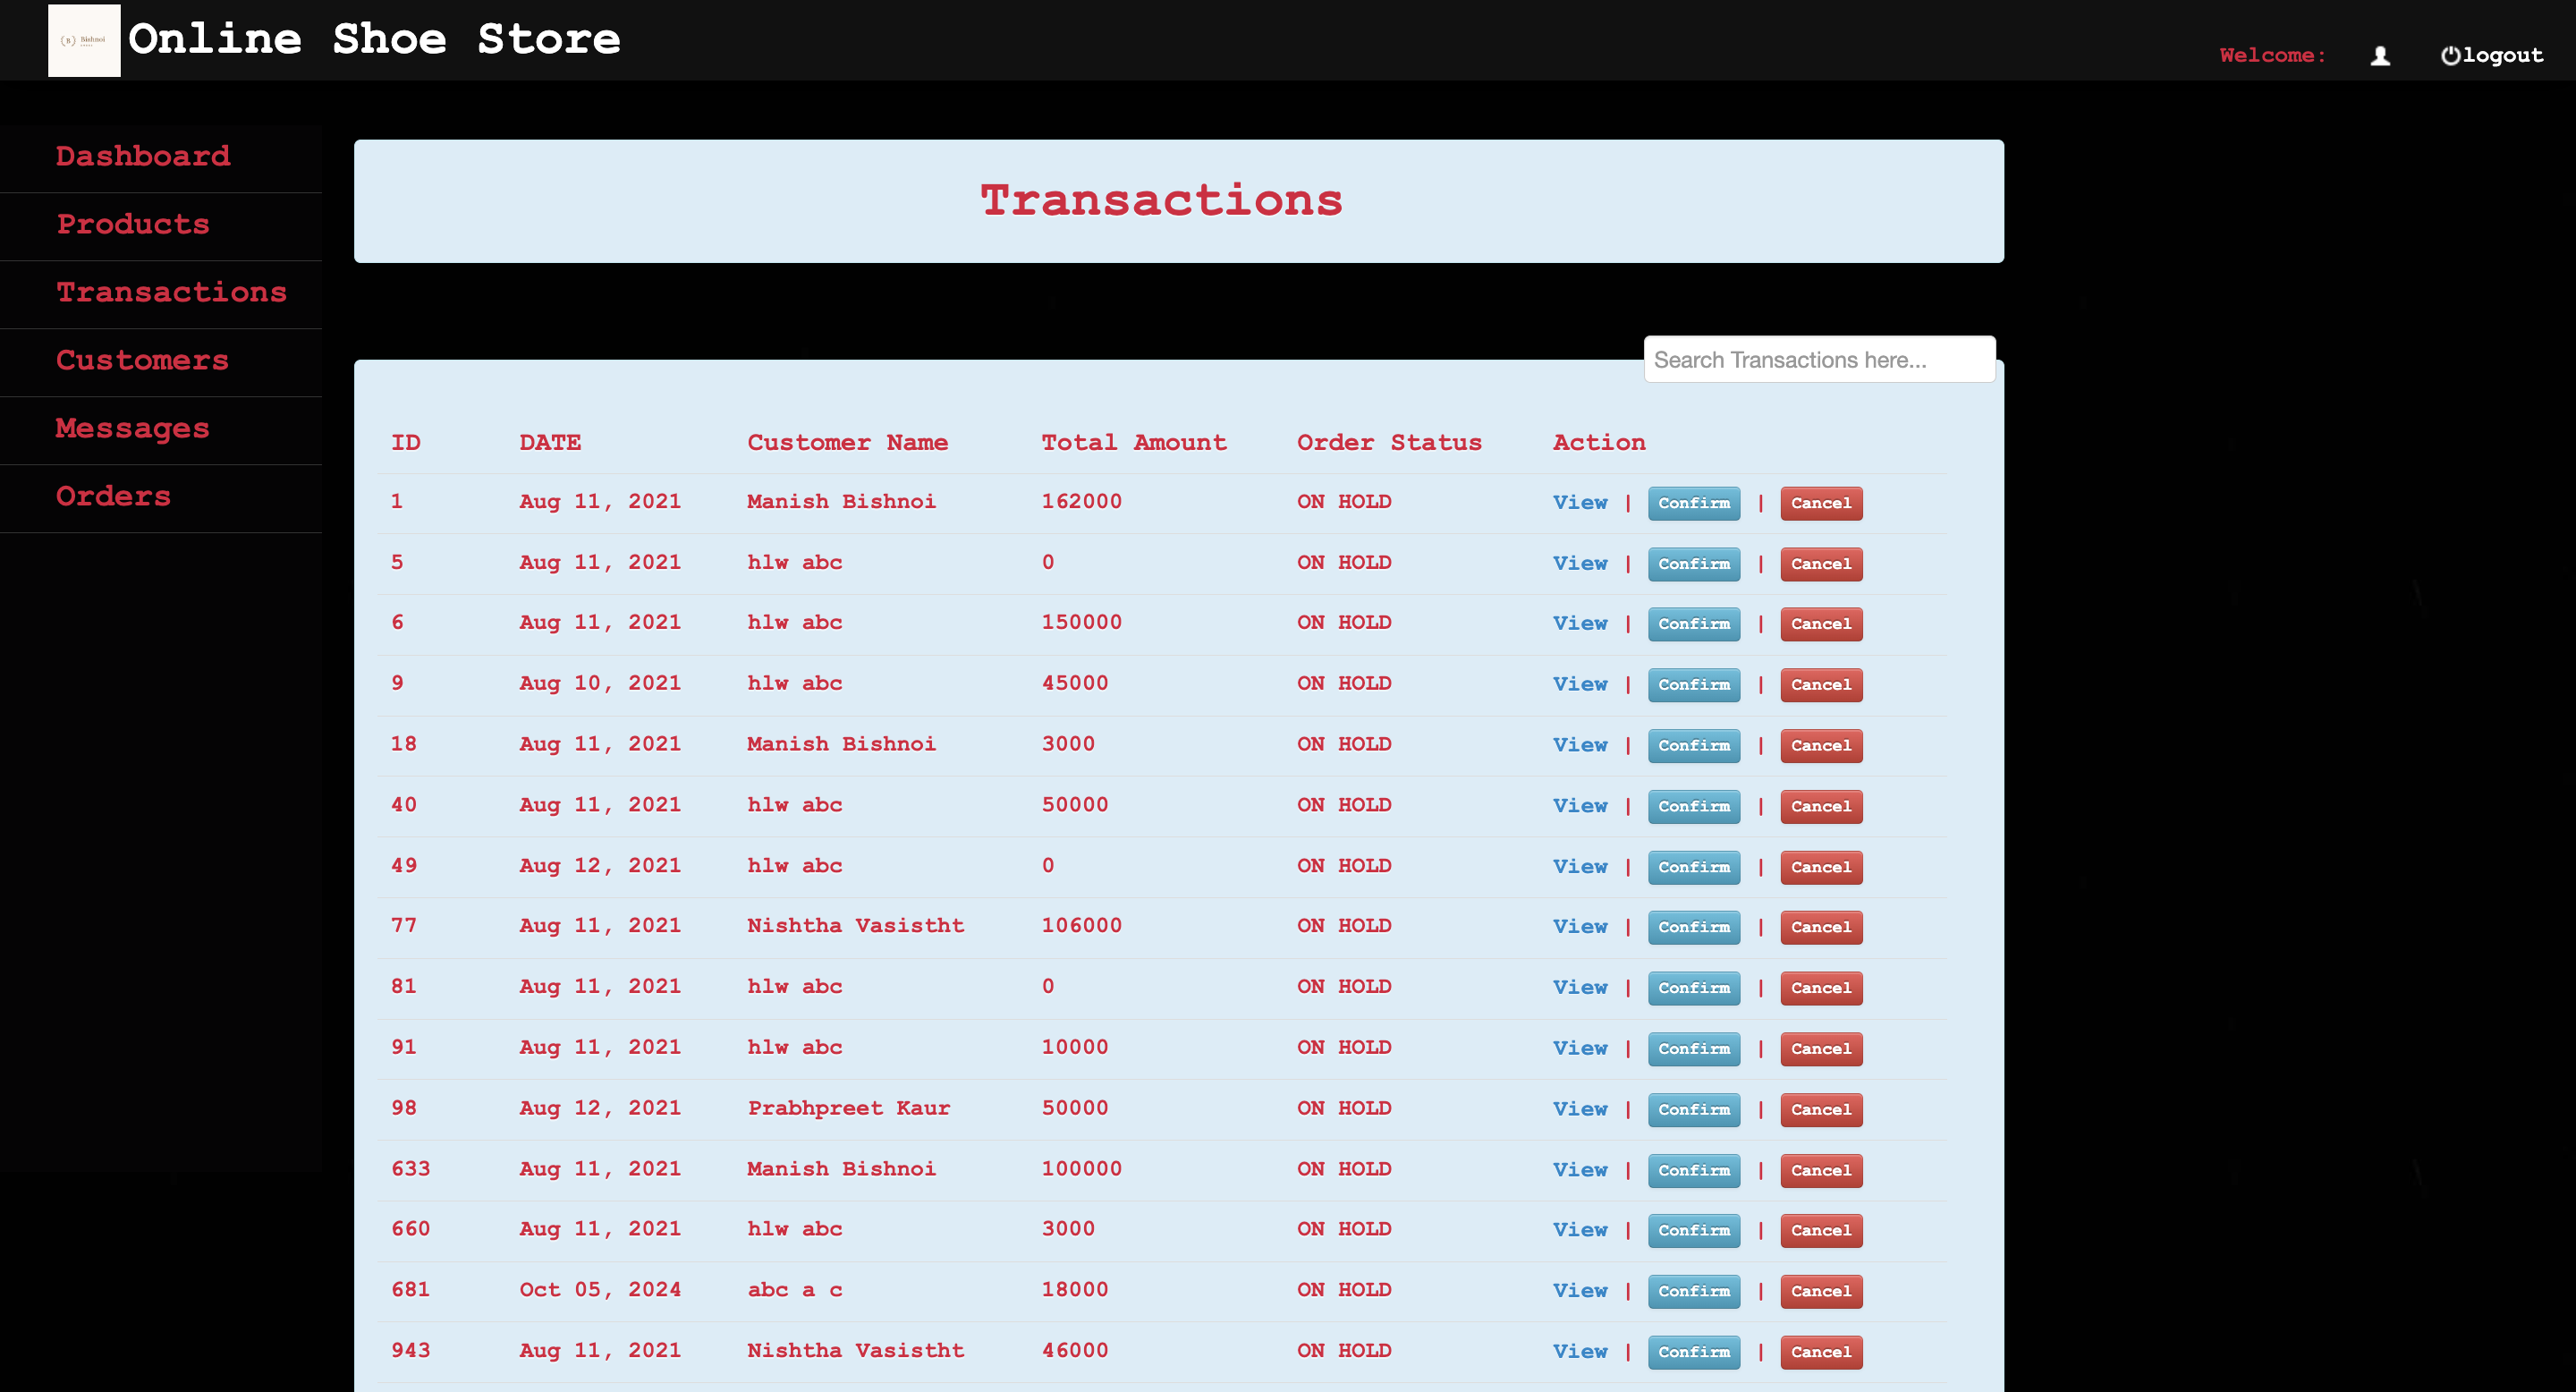 Bishnoi
Online Shoe Store
Welcome: logout
Dashboard
Products
Transactions
Customers
Messages
Orders
Transactions
Search Transactions here...
ID DATE Customer Name Total Amount Order Status Action
1 Aug 11, 2021 Manish Bishnoi 162000 ON HOLD View | Confirm | Cancel
5 Aug 11, 2021 hlw abc 0 ON HOLD View | Confirm | Cancel
6 Aug 11, 2021 hlw abc 150000 ON HOLD View | Confirm | Cancel
9 Aug 10, 2021 hlw abc 45000 ON HOLD View | Confirm | Cancel
18 Aug 11, 2021 Manish Bishnoi 3000 ON HOLD View | Confirm | Cancel
40 Aug 11, 2021 hlw abc 50000 ON HOLD View | Confirm | Cancel
49 Aug 12, 2021 hlw abc 0 ON HOLD View | Confirm | Cancel
77 Aug 11, 2021 Nishtha Vasistht 106000 ON HOLD View | Confirm | Cancel
81 Aug 11, 2021 hlw abc 0 ON HOLD View | Confirm | Cancel
91 Aug 11, 2021 hlw abc 10000 ON HOLD View | Confirm | Cancel
98 Aug 12, 2021 Prabhpreet Kaur 50000 ON HOLD View | Confirm | Cancel
633 Aug 11, 2021 Manish Bishnoi 100000 ON HOLD View | Confirm | Cancel
660 Aug 11, 2021 hlw abc 3000 ON HOLD View | Confirm | Cancel
681 Oct 05, 2024 abc a c 18000 ON HOLD View | Confirm | Cancel
943 Aug 11, 2021 Nishtha Vasistht 46000 ON HOLD View | Confirm | Cancel